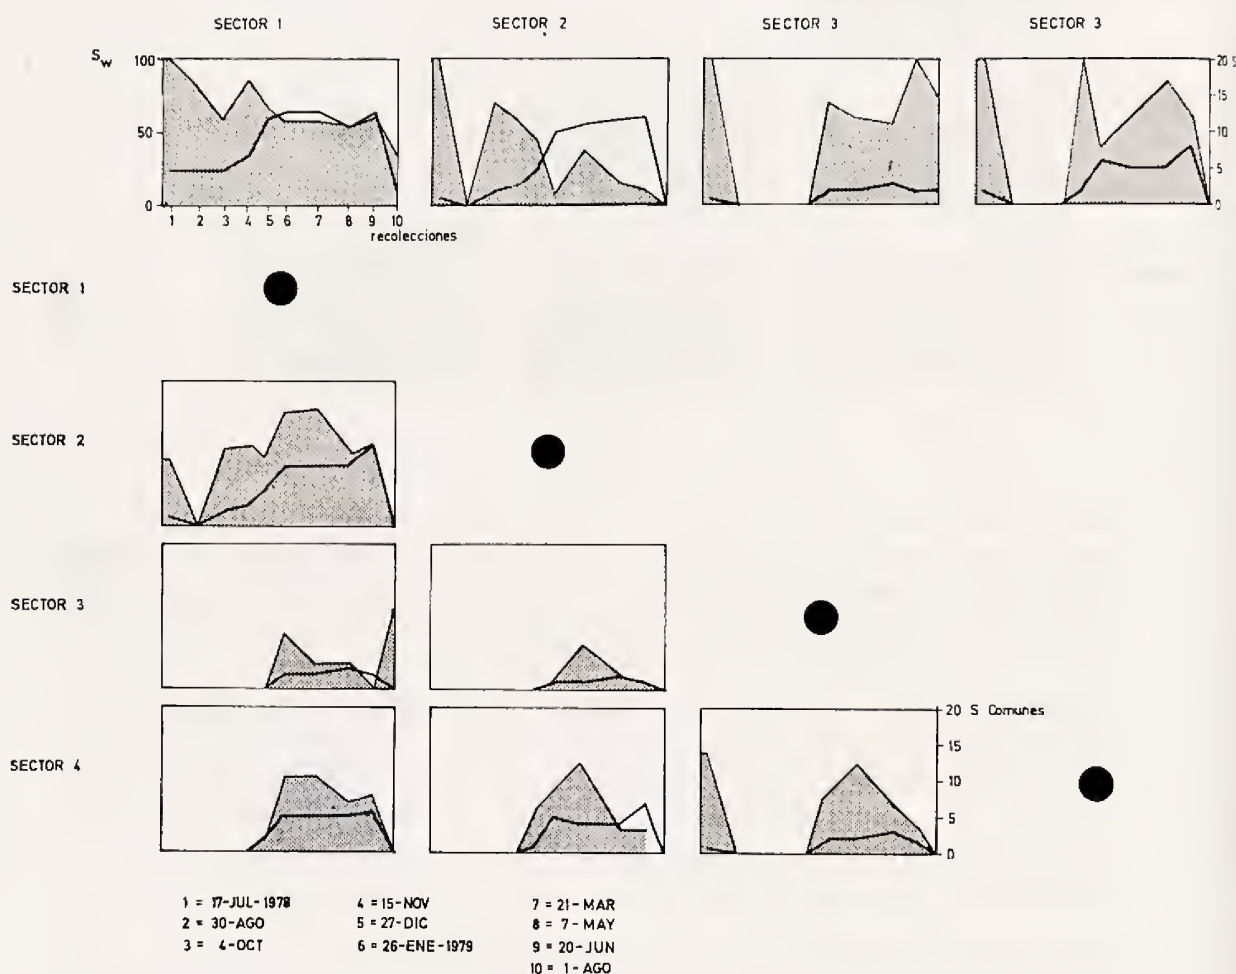 SECTOR 1
SECTOR 2
SECTOR 3
SECTOR 3
Sw
100
50
0
1 2 3 4 5 6 7 8 9 10
recolecciones
20 S
15
10
5
0
SECTOR 1
SECTOR 2
SECTOR 3
SECTOR 4
20 S Comunes
15
10
5
0
1 = 17-JUL-1978
2 = 30-AGO
3 = 4-OCT
4 = 15-NOV
5 = 27-DIC
6 = 26-ENE-1979
7 = 21-MAR
8 = 7-MAY
9 = 20-JUN
10 = 1-AGO